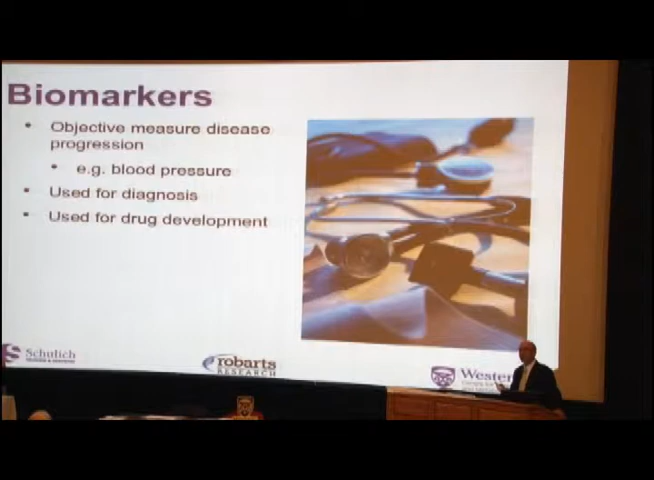 Biomarkers
• Objective measure disease
progression
• e.g. blood pressure
• Used for diagnosis
• Used for drug development
Schulich
robarts
RESEARCH
Western